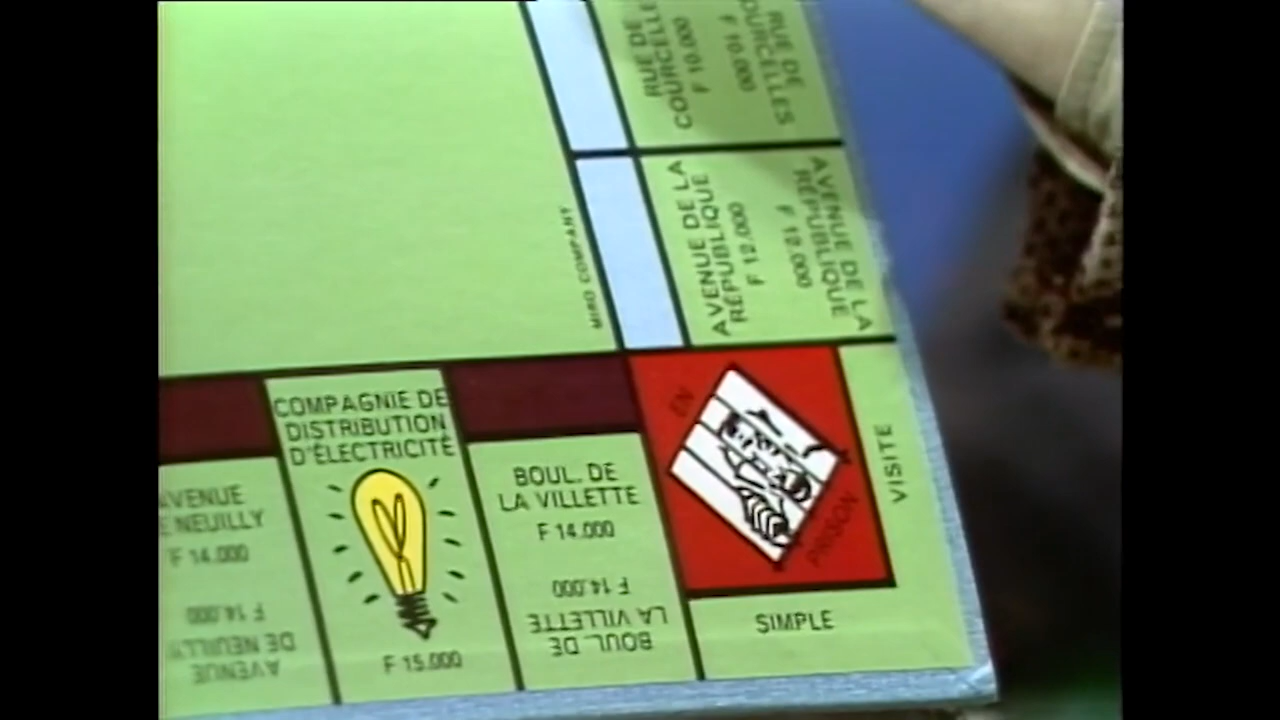 RUE DE
COURCELLE
F 10.000
F 10.000
RUE DE
COURCELLES
AVENUE DE LA
RÉPUBLIQUE
F 12.000
F 12.000
AVENUE DE LA
RÉPUBLIQUE
MIRO COMPANY
COMPAGNIE DE
DISTRIBUTION
D'ÉLECTRICITÉ
F 15.000
AVENUE
E NEUILLY
F 14.000
F 14.000
AVENUE
DE NEUILLY
BOUL. DE
LA VILLETTE
F 14.000
F 14.000
BOUL. DE
LA VILLETTE
EN
PRISON
VISITE
SIMPLE